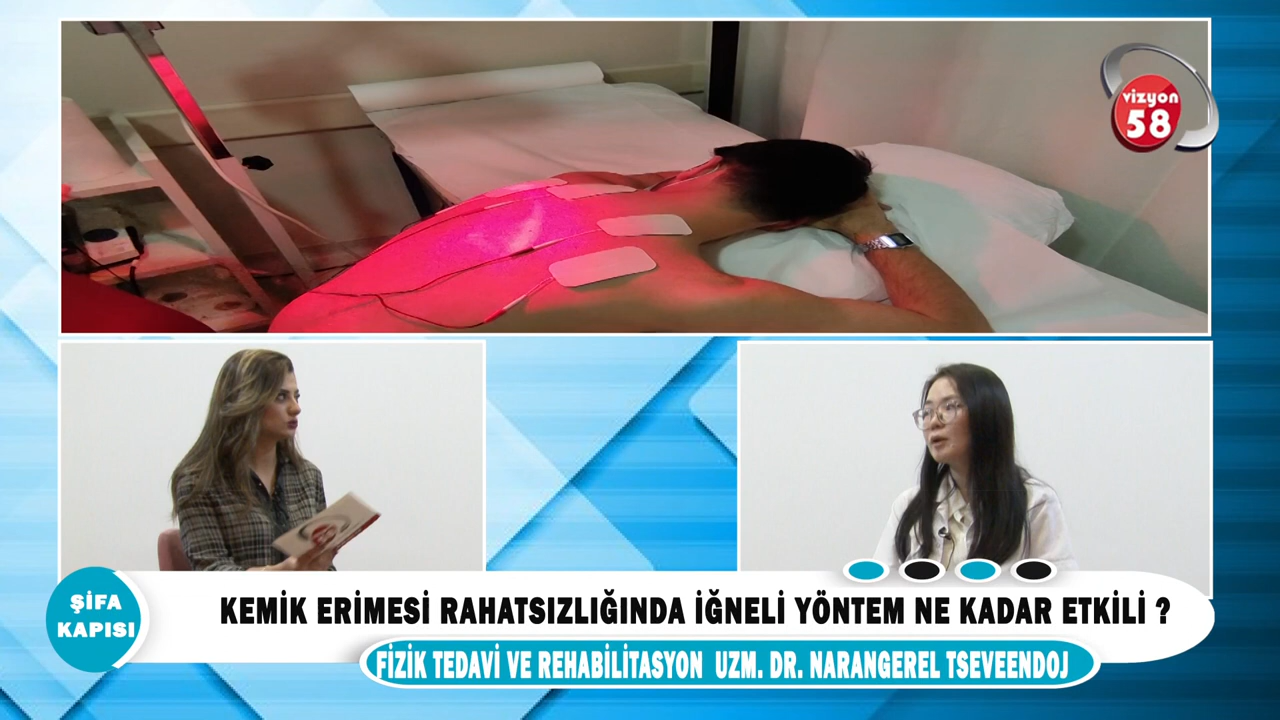 vizyon
58
ŞİFA
KAPISI
KEMİK ERİMESİ RAHATSIZLIĞINDA İĞNELİ YÖNTEM NE KADAR ETKİLİ ?
FİZİK TEDAVİ VE REHABİLİTASYON UZM. DR. NARANGEREL TSEVEENDOJ